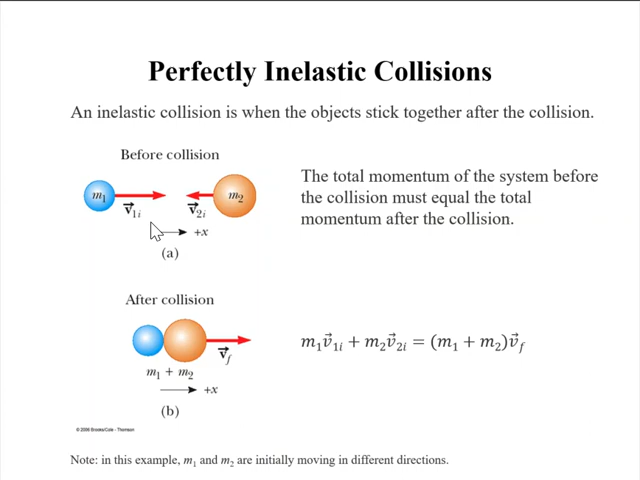 Perfectly Inelastic Collisions
An inelastic collision is when the objects stick together after the collision.
Before collision
m₁
m₂
v⃗₁ᵢ
v⃗₂ᵢ
+x
(a)
The total momentum of the system before
the collision must equal the total
momentum after the collision.
After collision
v⃗_f
m₁ + m₂
+x
(b)
m₁v⃗₁ᵢ + m₂v⃗₂ᵢ = (m₁ + m₂)v⃗_f
© 2006 Brooks/Cole - Thomson
Note: in this example, m₁ and m₂ are initially moving in different directions.